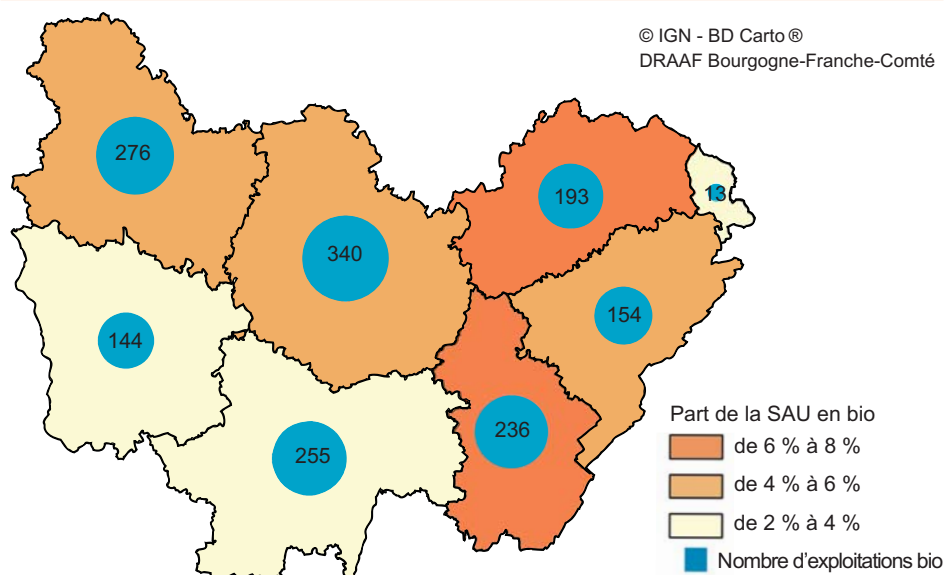 © IGN - BD Carto ®
DRAAF Bourgogne-Franche-Comté
276
193
13
340
154
144
236
255
Part de la SAU en bio
de 6 % à 8 %
de 4 % à 6 %
de 2 % à 4 %
Nombre d'exploitations bio